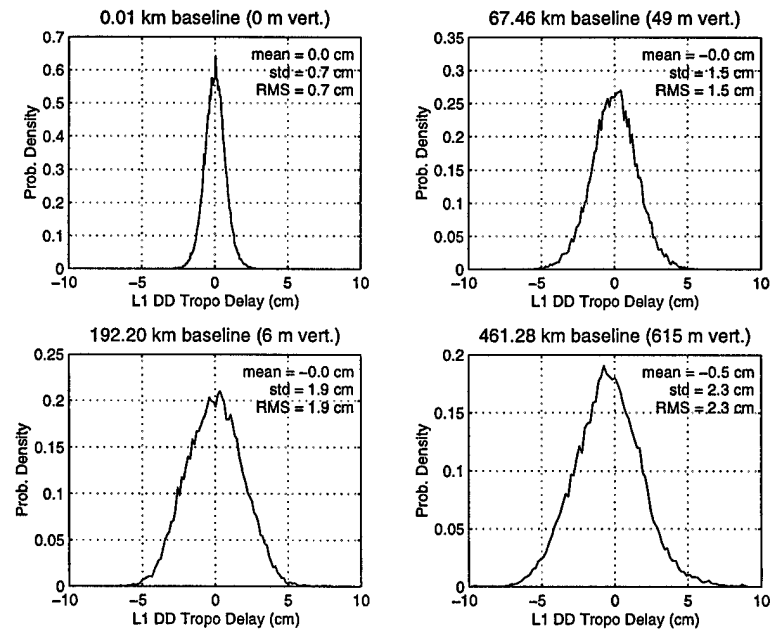 0.01 km baseline (0 m vert.)
0.7
0.6
0.5
0.4
0.3
0.2
0.1
0
Prob. Density
mean = 0.0 cm
std = 0.7 cm
RMS = 0.7 cm
−10
−5
0
5
10
L1 DD Tropo Delay (cm)
67.46 km baseline (49 m vert.)
0.35
0.3
0.25
0.2
0.15
0.1
0.05
0
Prob. Density
mean = −0.0 cm
std = 1.5 cm
RMS = 1.5 cm
−10
−5
0
5
10
L1 DD Tropo Delay (cm)
192.20 km baseline (6 m vert.)
0.25
0.2
0.15
0.1
0.05
0
Prob. Density
mean = −0.0 cm
std = 1.9 cm
RMS = 1.9 cm
−10
−5
0
5
10
L1 DD Tropo Delay (cm)
461.28 km baseline (615 m vert.)
0.2
0.15
0.1
0.05
0
Prob. Density
mean = −0.5 cm
std = 2.3 cm
RMS = 2.3 cm
−10
−5
0
5
10
L1 DD Tropo Delay (cm)